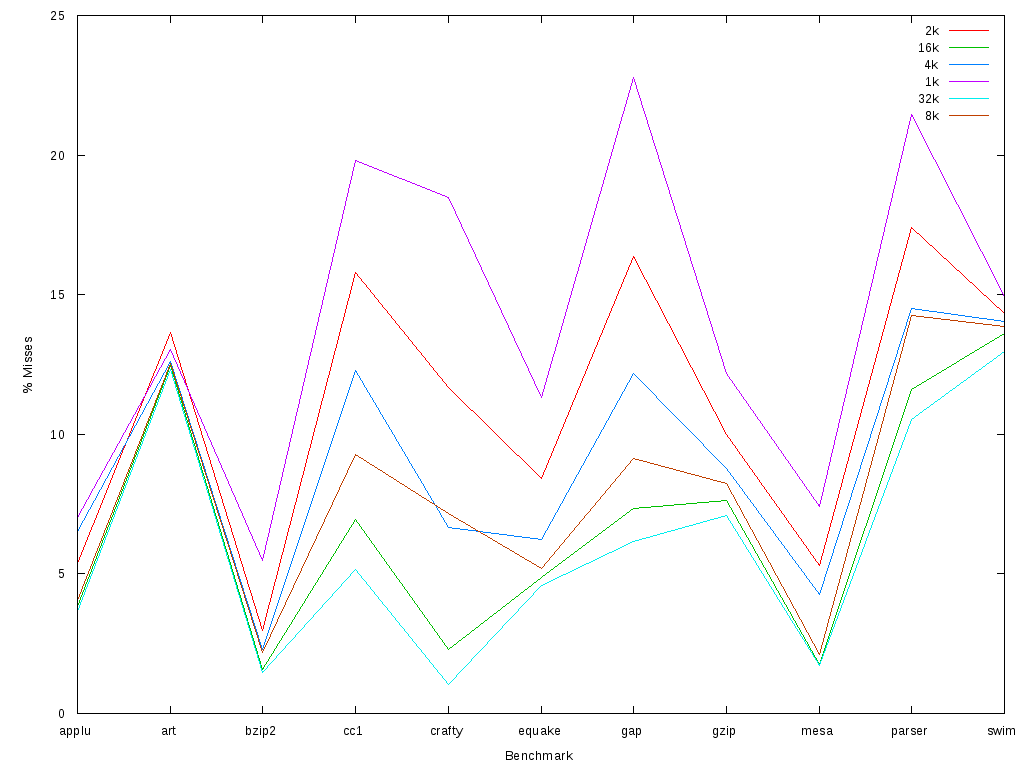 25
20
15
10
5
0
% Misses
2k
16k
4k
1k
32k
8k
applu art bzip2 cc1 crafty equake gap gzip mesa parser swim
Benchmark